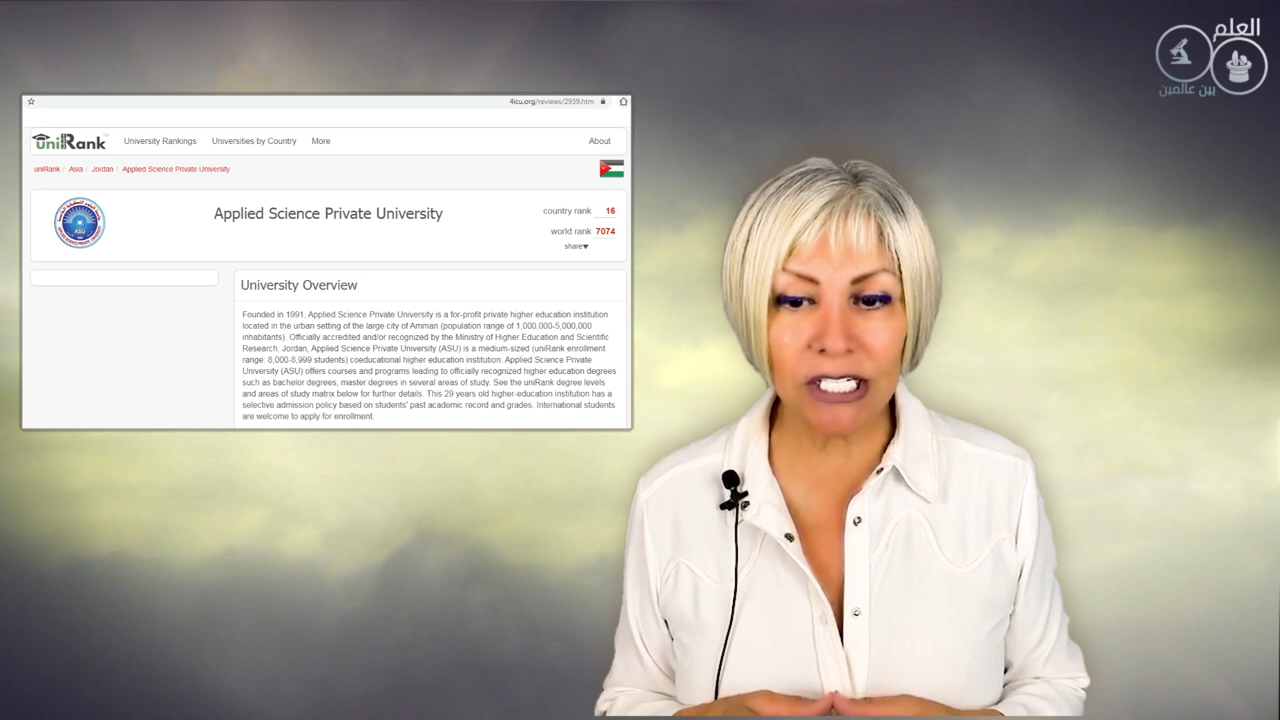 العلم
بين عالمين
4icu.org/reviews/2939.htm
uniRank
University Rankings
Universities by Country
More
About
uniRank / Asia / Jordan / Applied Science Private University
ASU
Applied Science Private University
country rank 16
world rank 7074
share▼
University Overview
Founded in 1991, Applied Science Private University is a for-profit private higher education institution
located in the urban setting of the large city of Amman (population range of 1,000,000-5,000,000
inhabitants). Officially accredited and/or recognized by the Ministry of Higher Education and Scientific
Research, Jordan, Applied Science Private University (ASU) is a medium-sized (uniRank enrollment
range: 8,000-8,999 students) coeducational higher education institution. Applied Science Private
University (ASU) offers courses and programs leading to officially recognized higher education degrees
such as bachelor degrees, master degrees in several areas of study. See the uniRank degree levels
and areas of study matrix below for further details. This 29 years old higher-education institution has a
selective admission policy based on students' past academic record and grades. International students
are welcome to apply for enrollment.